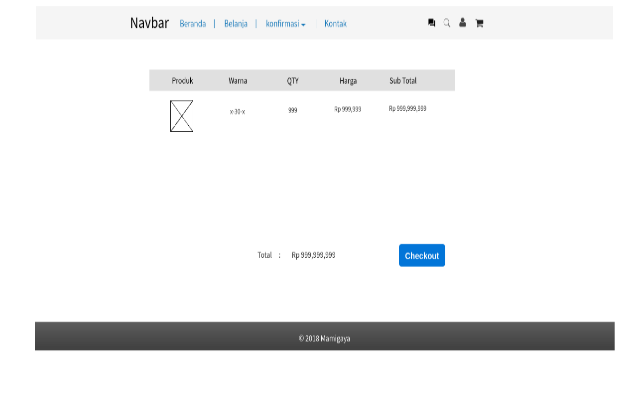 Navbar Beranda | Belanja | konfirmasi Kontak
Produk Warna QTY Harga Sub Total
x-30-x 999 Rp 999,999 Rp 999,999,999
Total : Rp 999,999,999 Checkout
© 2018 Mamigaya